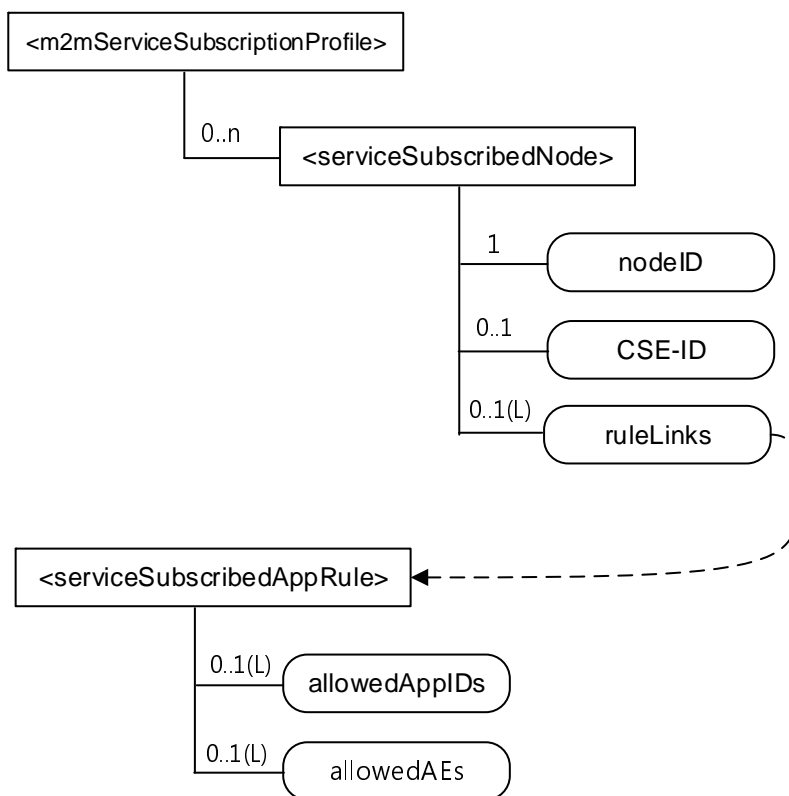 <m2mServiceSubscriptionProfile>
0..n
<serviceSubscribedNode>
1
nodeID
0..1
CSE-ID
0..1(L)
ruleLinks
<serviceSubscribedAppRule>
0..1(L)
allowedAppIDs
0..1(L)
allowedAEs